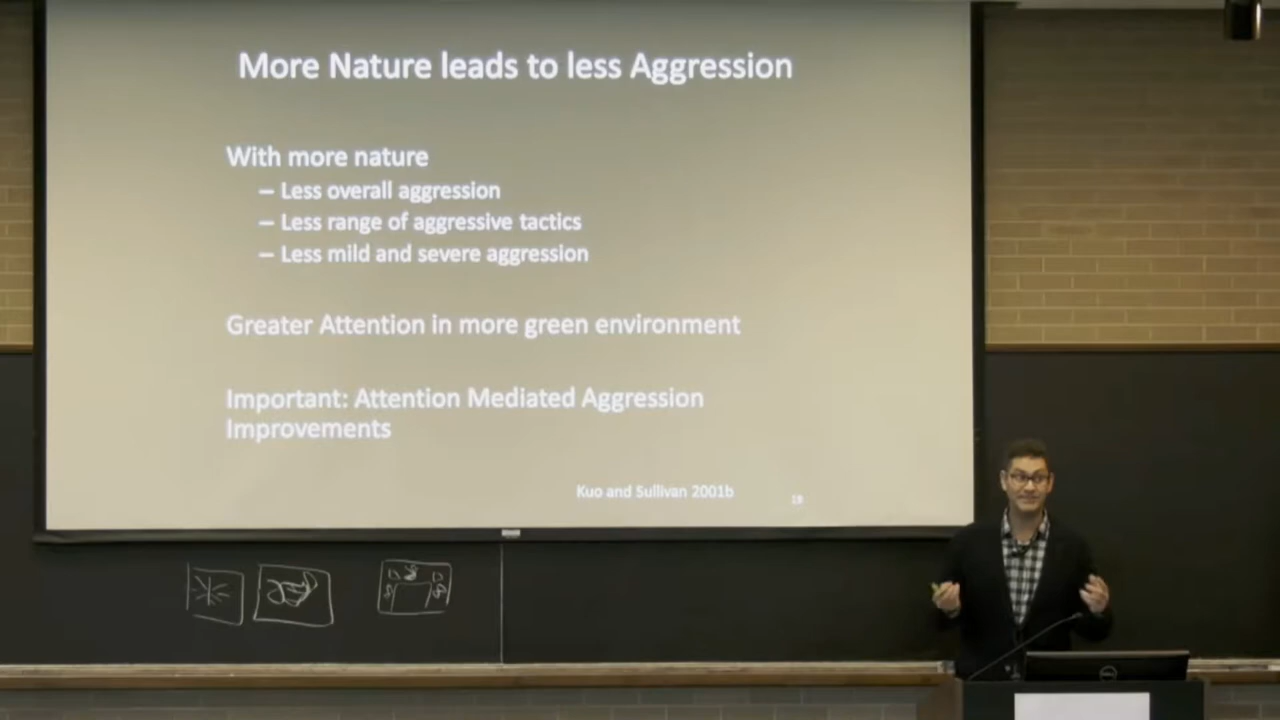 More Nature leads to less Aggression
With more nature
– Less overall aggression
– Less range of aggressive tactics
– Less mild and severe aggression
Greater Attention in more green environment
Important: Attention Mediated Aggression
Improvements
Kuo and Sullivan 2001b
DELL